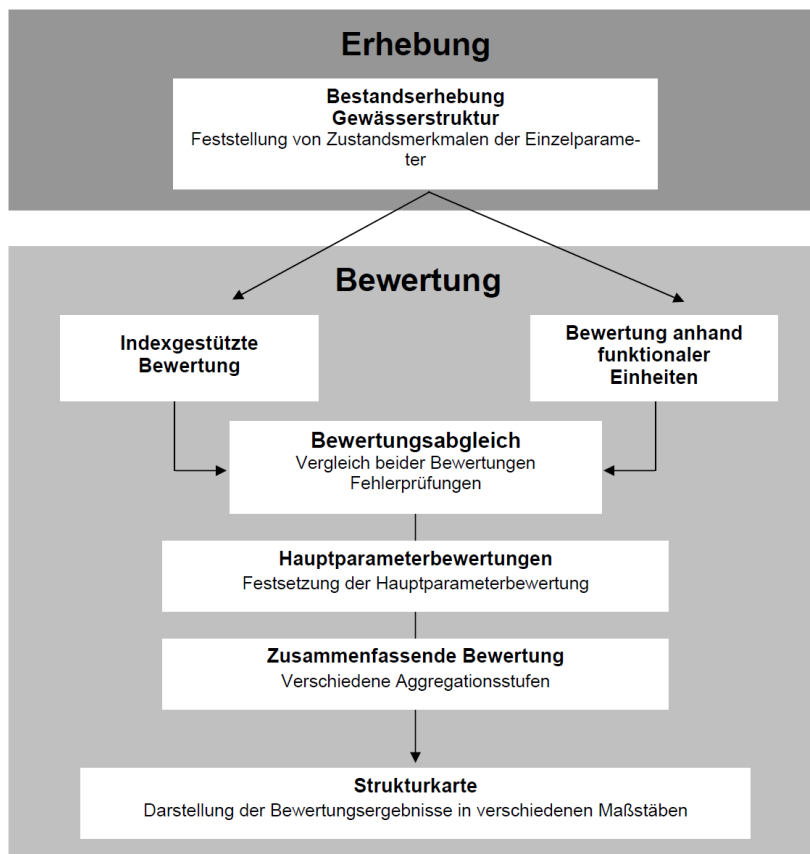 Erhebung
Bestandserhebung
Gewässerstruktur
Feststellung von Zustandsmerkmalen der Einzelparame-
ter
Bewertung
Indexgestützte
Bewertung
Bewertung anhand
funktionaler
Einheiten
Bewertungsabgleich
Vergleich beider Bewertungen
Fehlerprüfungen
Hauptparameterbewertungen
Festsetzung der Hauptparameterbewertung
Zusammenfassende Bewertung
Verschiedene Aggregationsstufen
Strukturkarte
Darstellung der Bewertungsergebnisse in verschiedenen Maßstäben